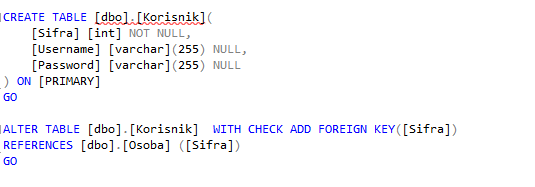 CREATE TABLE [dbo].[Korisnik](
[Sifra] [int] NOT NULL,
[Username] [varchar](255) NULL,
[Password] [varchar](255) NULL
) ON [PRIMARY]
GO
ALTER TABLE [dbo].[Korisnik]  WITH CHECK ADD FOREIGN KEY([Sifra])
REFERENCES [dbo].[Osoba] ([Sifra])
GO